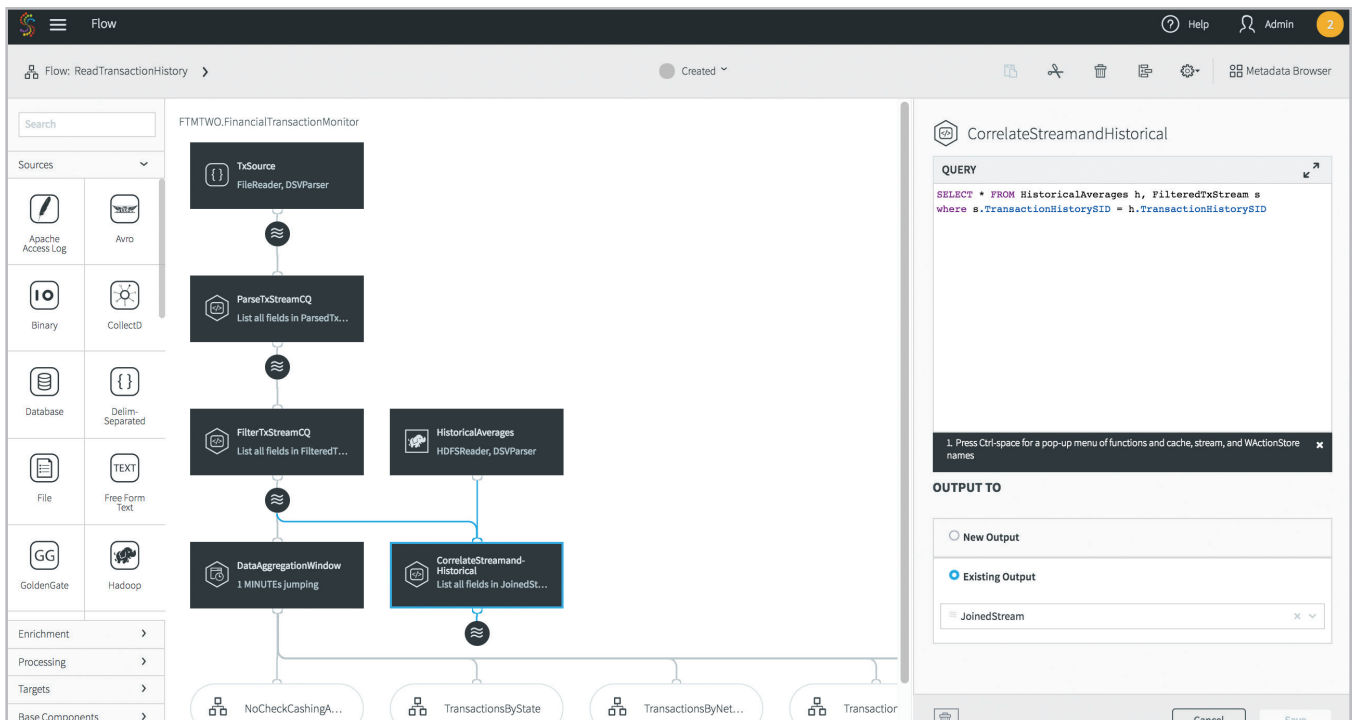 Flow
Help
Admin
2
Flow: ReadTransactionHistory
Created
Metadata Browser
Search
Sources
Apache
Access Log
Avro
IO
Binary
CollectD
Database
{ }
Delim-
Separated
File
TEXT
Free Form
Text
GG
GoldenGate
Hadoop
Enrichment
Processing
Targets
Base Components
FTMTWO.FinancialTransactionMonitor
{ }
TxSource
FileReader, DSVParser
ParseTxStreamCQ
List all fields in ParsedTx...
FilterTxStreamCQ
List all fields in FilteredT...
HistoricalAverages
HDFSReader, DSVParser
DataAggregationWindow
1 MINUTEs jumping
CorrelateStreamand-
Historical
List all fields in JoinedSt...
NoCheckCashingA...
TransactionsByState
TransactionsByNet...
Transaction
CorrelateStreamandHistorical
QUERY
SELECT * FROM HistoricalAverages h, FilteredTxStream s
where s.TransactionHistorySID = h.TransactionHistorySID
1. Press Ctrl-space for a pop-up menu of functions and cache, stream, and WActionStore
names
OUTPUT TO
New Output
Existing Output
JoinedStream
Cancel
Save